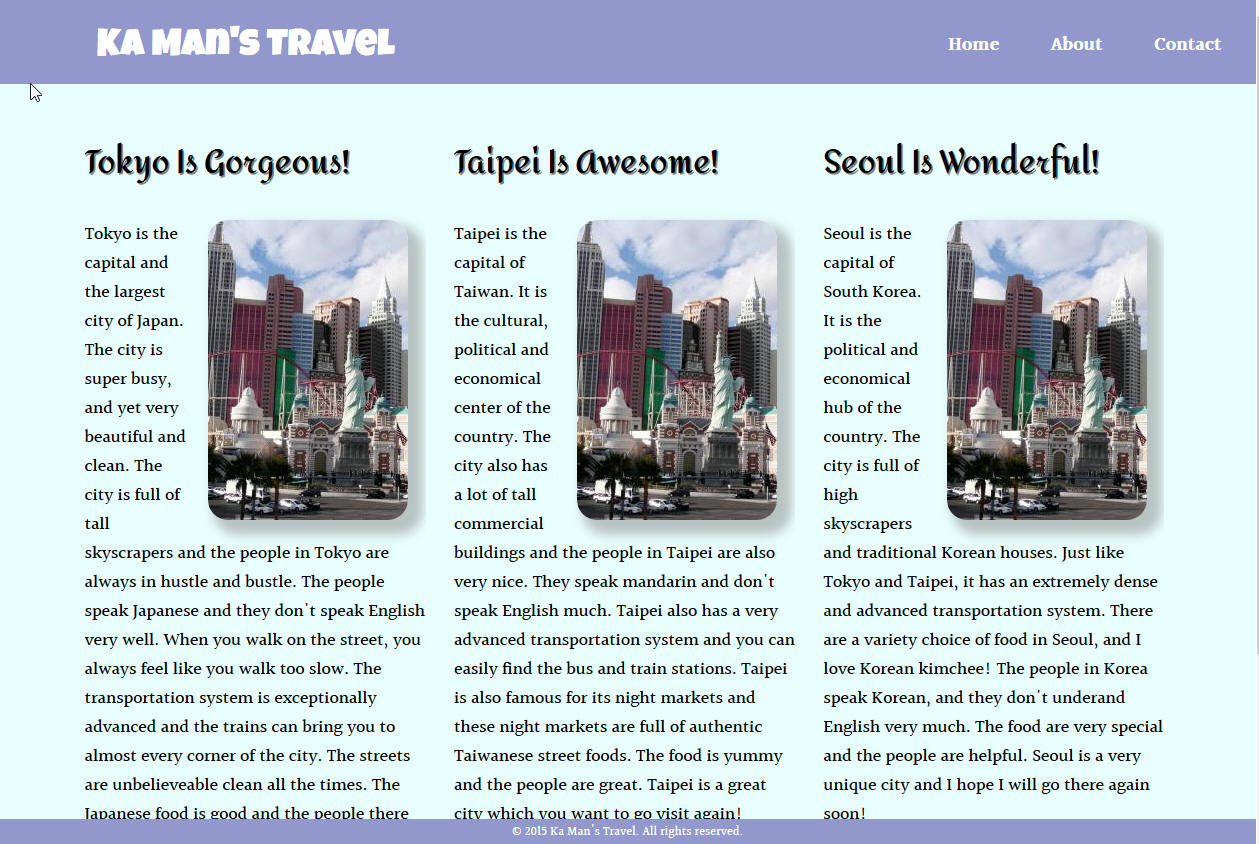 Ka Man's Travel
Home About Contact
Tokyo Is Gorgeous!
Tokyo is the
capital and
the largest
city of Japan.
The city is
super busy,
and yet very
beautiful and
clean. The
city is full of
tall
skyscrapers and the people in Tokyo are
always in hustle and bustle. The people
speak Japanese and they don't speak English
very well. When you walk on the street, you
always feel like you walk too slow. The
transportation system is exceptionally
advanced and the trains can bring you to
almost every corner of the city. The streets
are unbelieveable clean all the times. The
Japanese food is good and the people there
Taipei Is Awesome!
Taipei is the
capital of
Taiwan. It is
the cultural,
political and
economical
center of the
country. The
city also has
a lot of tall
commercial
buildings and the people in Taipei are also
very nice. They speak mandarin and don't
speak English much. Taipei also has a very
advanced transportation system and you can
easily find the bus and train stations. Taipei
is also famous for its night markets and
these night markets are full of authentic
Taiwanese street foods. The food is yummy
and the people are great. Taipei is a great
city which you want to go visit again!
Seoul Is Wonderful!
Seoul is the
capital of
South Korea.
It is the
political and
economical
hub of the
country. The
city is full of
high
skyscrapers
and traditional Korean houses. Just like
Tokyo and Taipei, it has an extremely dense
and advanced transportation system. There
are a variety choice of food in Seoul, and I
love Korean kimchee! The people in Korea
speak Korean, and they don't underand
English very much. The food are very special
and the people are helpful. Seoul is a very
unique city and I hope I will go there again
soon!
© 2015 Ka Man's Travel. All rights reserved.